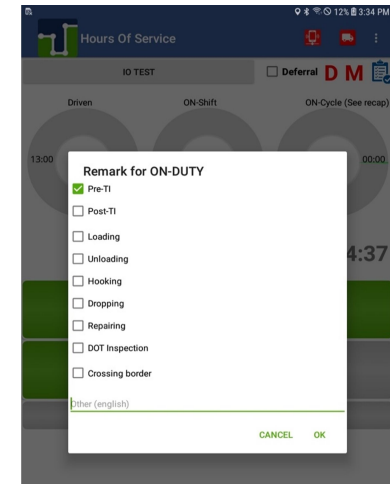 12% 3:34 PM
Hours Of Service
IO TEST
Deferral D M
Driven ON-Shift ON-Cycle (See recap)
13:00 00:00
Remark for ON-DUTY
Pre-TI
Post-TI
Loading
Unloading
4:37
Hooking
Dropping
Repairing
DOT Inspection
Crossing border
Other (english)
CANCEL OK